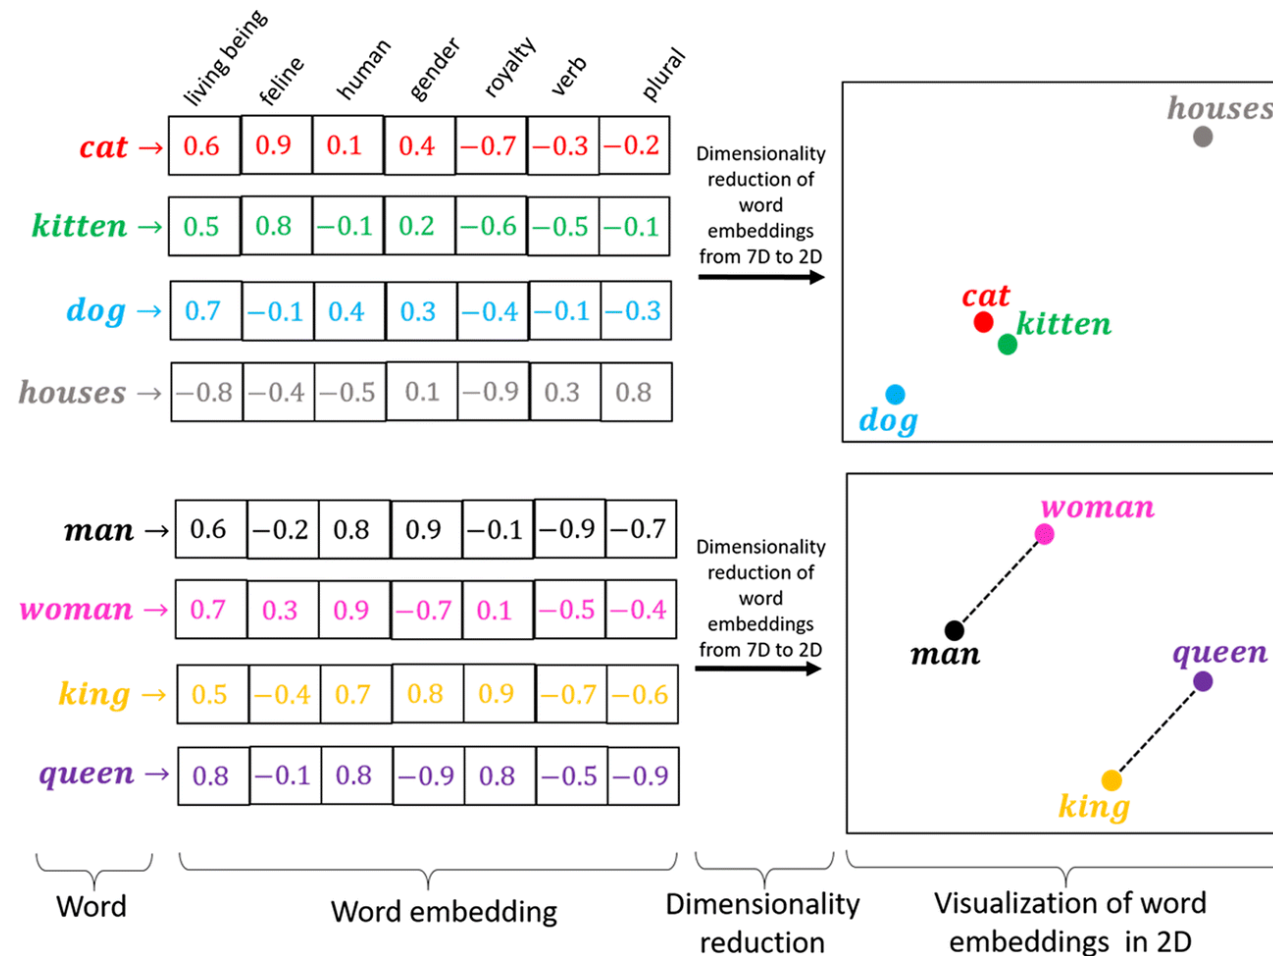 living being feline human gender royalty verb plural
cat → 0.6 0.9 0.1 0.4 −0.7 −0.3 −0.2
kitten → 0.5 0.8 −0.1 0.2 −0.6 −0.5 −0.1
dog → 0.7 −0.1 0.4 0.3 −0.4 −0.1 −0.3
houses → −0.8 −0.4 −0.5 0.1 −0.9 0.3 0.8
Dimensionality
reduction of
word
embeddings
from 7D to 2D
houses
cat
kitten
dog
man → 0.6 −0.2 0.8 0.9 −0.1 −0.9 −0.7
woman → 0.7 0.3 0.9 −0.7 0.1 −0.5 −0.4
king → 0.5 −0.4 0.7 0.8 0.9 −0.7 −0.6
queen → 0.8 −0.1 0.8 −0.9 0.8 −0.5 −0.9
Dimensionality
reduction of
word
embeddings
from 7D to 2D
woman
man
queen
king
Word
Word embedding
Dimensionality
reduction
Visualization of word
embeddings in 2D